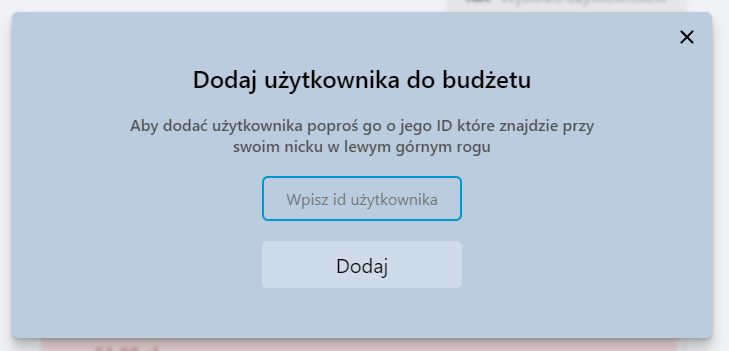 Dodaj użytkownika do budżetu
Aby dodać użytkownika poproś go o jego ID które znajdzie przy
swoim nicku w lewym górnym rogu
Wpisz id użytkownika
Dodaj